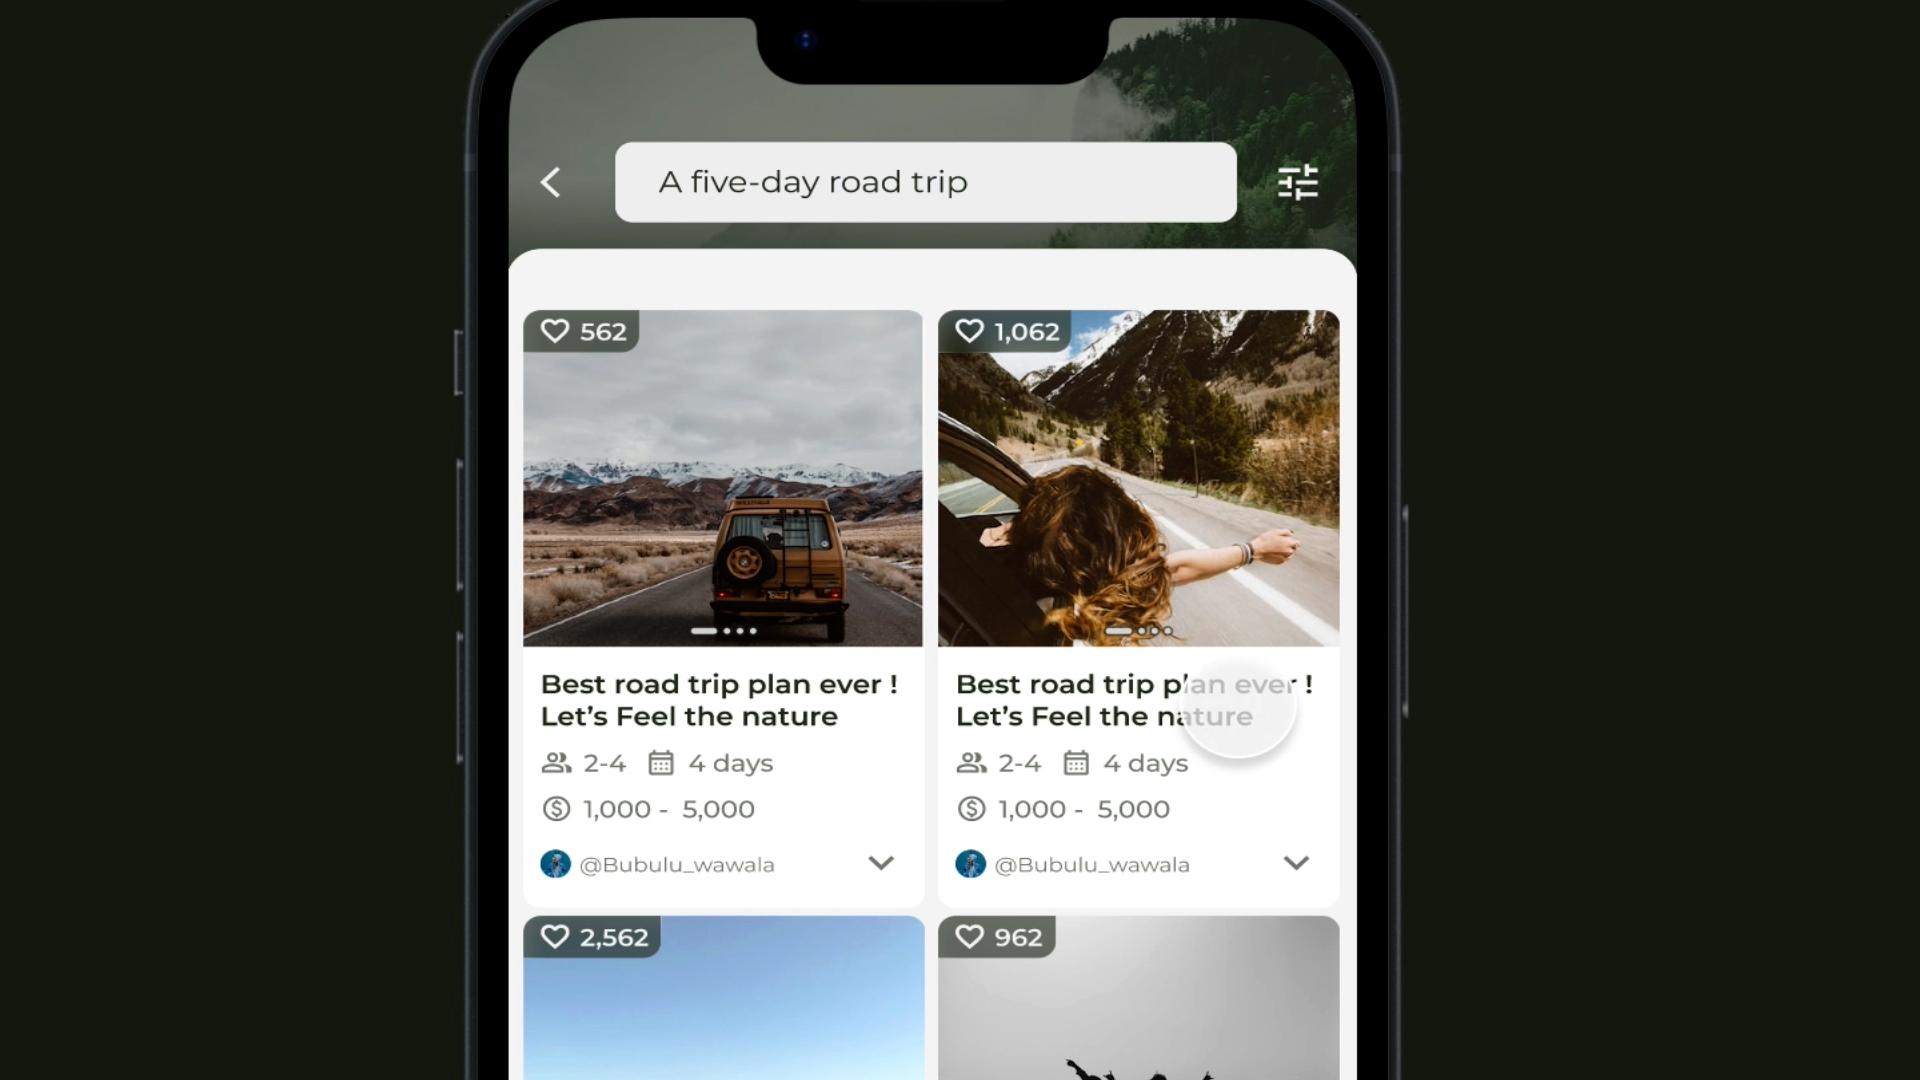 A five-day road trip
562
1,062
Best road trip plan ever !
Let’s Feel the nature
2-4 4 days
1,000 - 5,000
@Bubulu_wawala
Best road trip plan ever !
Let’s Feel the nature
2-4 4 days
1,000 - 5,000
@Bubulu_wawala
2,562
962